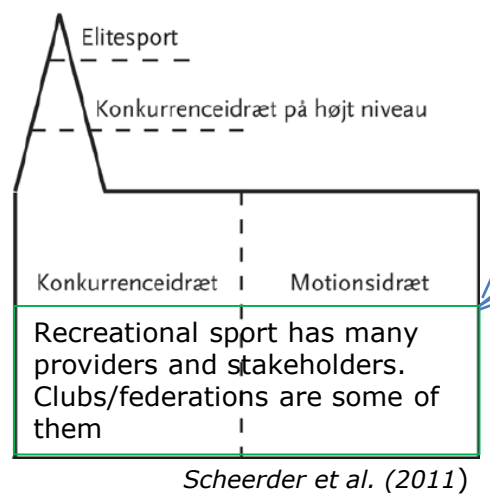 Elitesport
Konkurrenceidræt på højt niveau
Konkurrenceidræt
Motionsidræt
Recreational sport has many
providers and stakeholders.
Clubs/federations are some of
them
Scheerder et al. (2011)